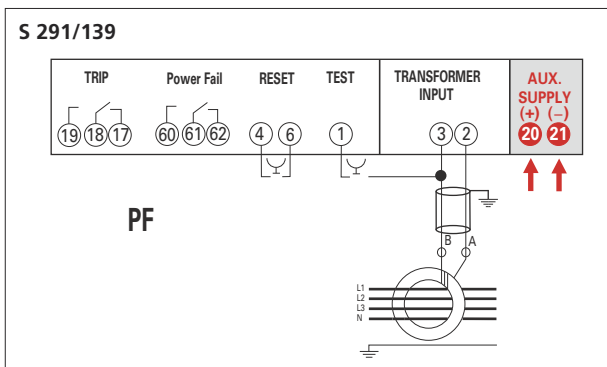 S 291/139
TRIP Power Fail RESET TEST TRANSFORMER INPUT AUX. SUPPLY
(+) (−)
19 18 17 60 61 62 4 6 1 3 2 20 21
PF
B A
L1
L2
L3
N